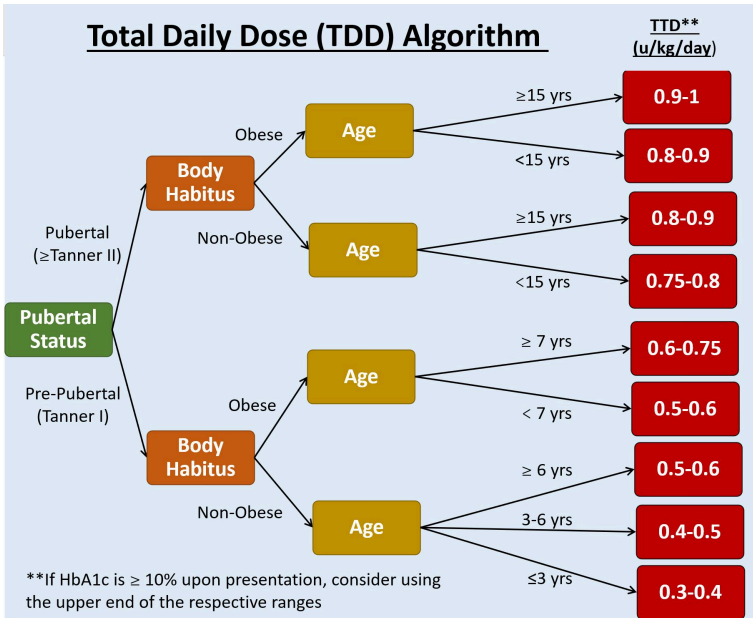 Total Daily Dose (TDD) Algorithm
TTD**
(u/kg/day)
≥15 yrs
0.9-1
Obese
Age
<15 yrs
0.8-0.9
Body
Habitus
Pubertal
(≥Tanner II)
Non-Obese
Age
≥15 yrs
0.8-0.9
<15 yrs
0.75-0.8
Pubertal
Status
Pre-Pubertal
(Tanner I)
Obese
Age
≥ 7 yrs
0.6-0.75
< 7 yrs
0.5-0.6
Body
Habitus
Non-Obese
Age
≥ 6 yrs
0.5-0.6
3-6 yrs
0.4-0.5
≤3 yrs
0.3-0.4
**If HbA1c is ≥ 10% upon presentation, consider using
the upper end of the respective ranges